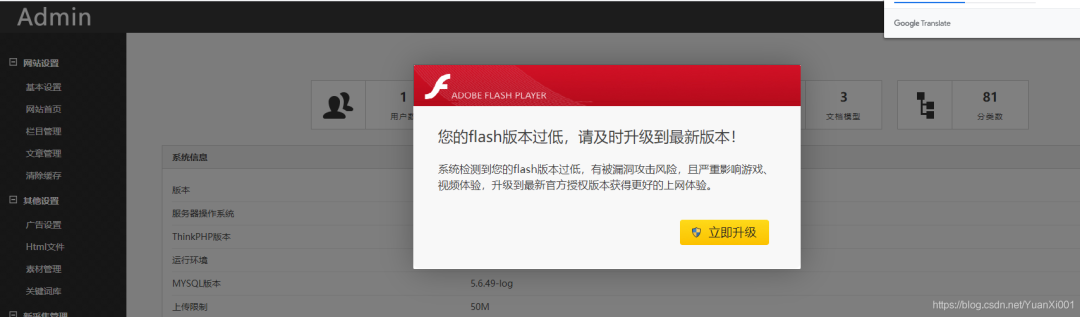 Admin
Google Translate
网站设置
基本设置
网站首页
栏目管理
文章管理
清除缓存
其他设置
广告设置
Html文件
素材管理
关键词库
1
用户数
3
文档模型
81
分类数
ADOBE FLASH PLAYER
您的flash版本过低，请及时升级到最新版本！
系统检测到您的flash版本过低，有被漏洞攻击风险，且严重影响游戏、
视频体验，升级到最新官方授权版本获得更好的上网体验。
立即升级
系统信息
版本
服务器操作系统
ThinkPHP版本
运行环境
MYSQL版本 5.6.49-log
上传限制 50M
https://blog.csdn.net/YuanXi001